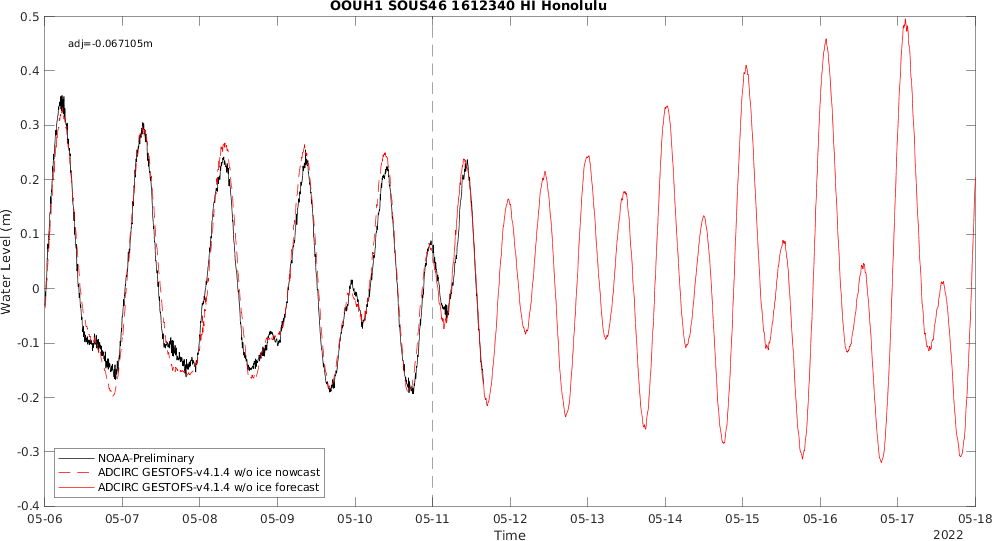 OOUH1 SOUS46 1612340 HI Honolulu
adj=-0.067105m
0.5
0.4
0.3
0.2
0.1
0
-0.1
-0.2
-0.3
-0.4
Water Level (m)
NOAA-Preliminary
ADCIRC GESTOFS-v4.1.4 w/o ice nowcast
ADCIRC GESTOFS-v4.1.4 w/o ice forecast
05-06 05-07 05-08 05-09 05-10 05-11 05-12 05-13 05-14 05-15 05-16 05-17 05-18
Time
2022